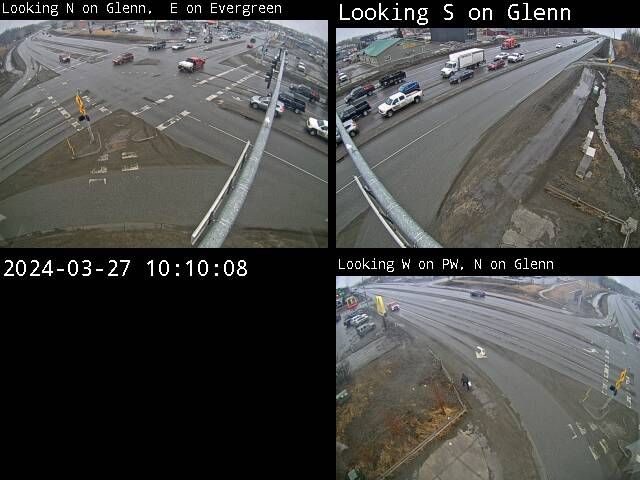 Looking N on Glenn, E on Evergreen
Looking S on Glenn
2024-03-27 10:10:08
Looking W on PW, N on Glenn